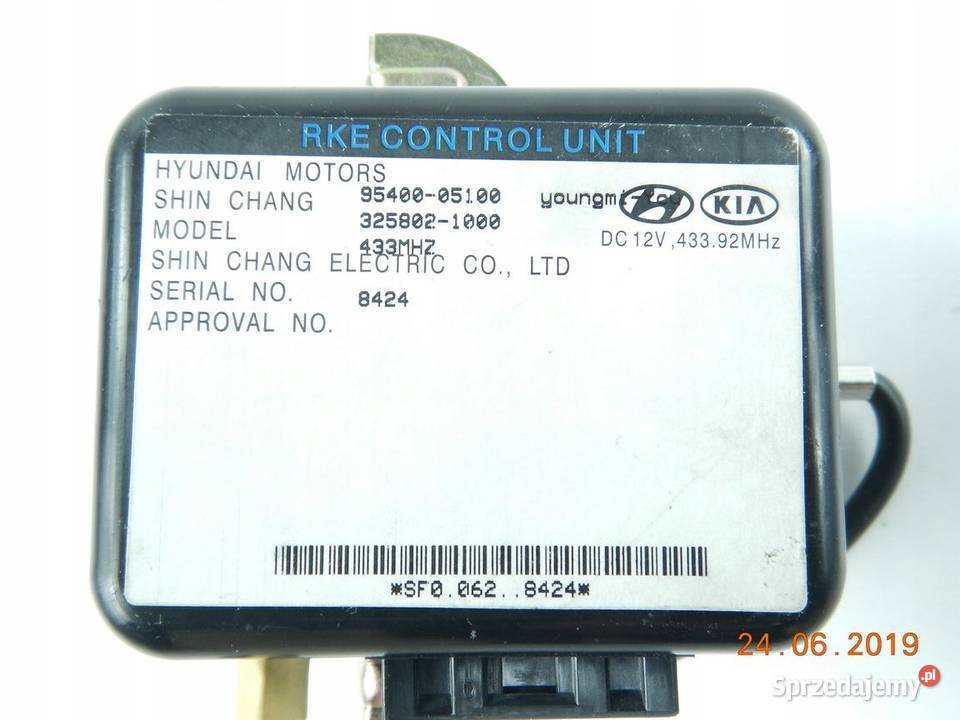 RKE CONTROL UNIT
HYUNDAI MOTORS
SHIN CHANG 95400-05100
MODEL 325802-1000
433MHZ
KIA
DC 12V ,433.92MHz
SHIN CHANG ELECTRIC CO., LTD
SERIAL NO. 8424
APPROVAL NO.
*SF0.062..8424*
24.06.2019
Sprzedajemy.pl